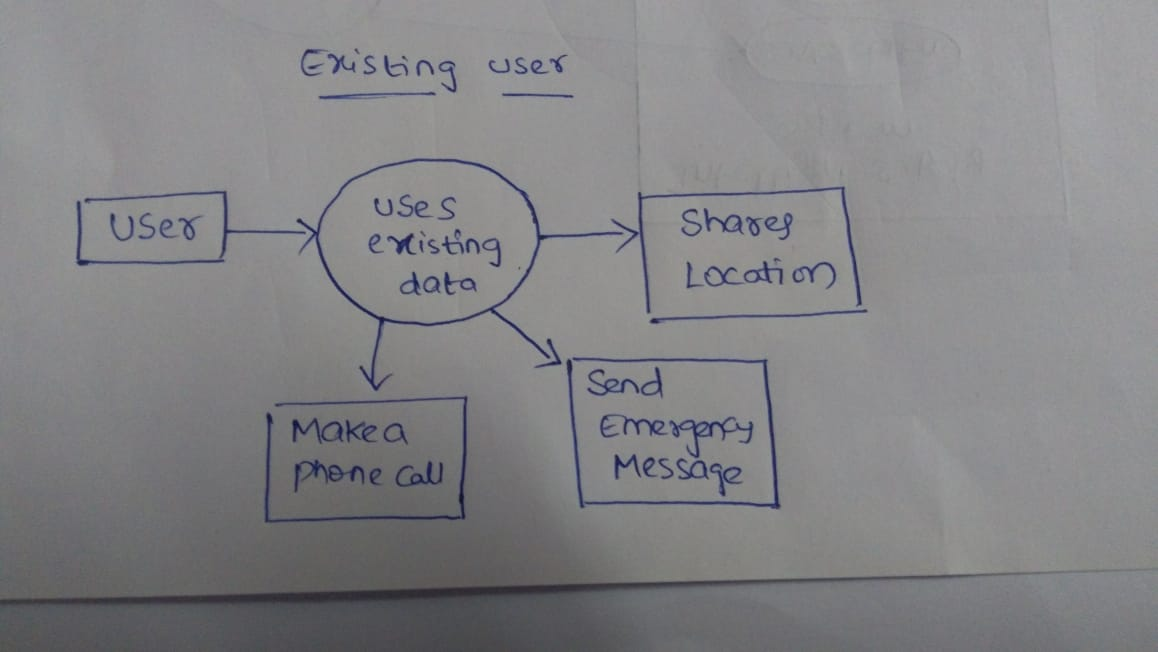 Existing user
User
uses
existing
data
Shares
Location
Make a
phone call
Send
Emergency
Message